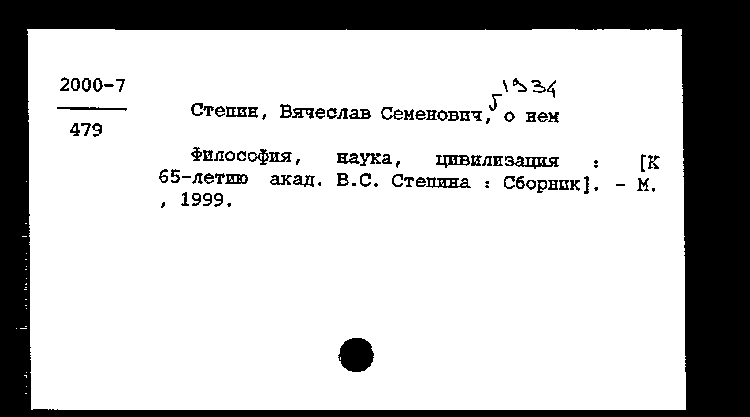 2000-7
479
1934
Степин, Вячеслав Семенович, о нем
Философия, наука, цивилизация : [К
65-летию акад. В.С. Степина : Сборник]. - М.
, 1999.